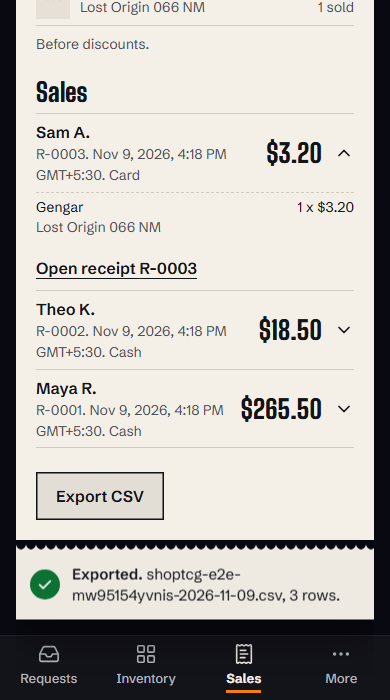 Lost Origin 066 NM 1 sold
Before discounts.
Sales
Sam A.
R-0003. Nov 9, 2026, 4:18 PM
GMT+5:30. Card
$3.20
Gengar 1 x $3.20
Lost Origin 066 NM
Open receipt R-0003
Theo K.
R-0002. Nov 9, 2026, 4:18 PM
GMT+5:30. Cash
$18.50
Maya R.
R-0001. Nov 9, 2026, 4:18 PM
GMT+5:30. Cash
$265.50
Export CSV
Exported. shoptcg-e2e-
mw95154yvnis-2026-11-09.csv, 3 rows.
Requests Inventory Sales More